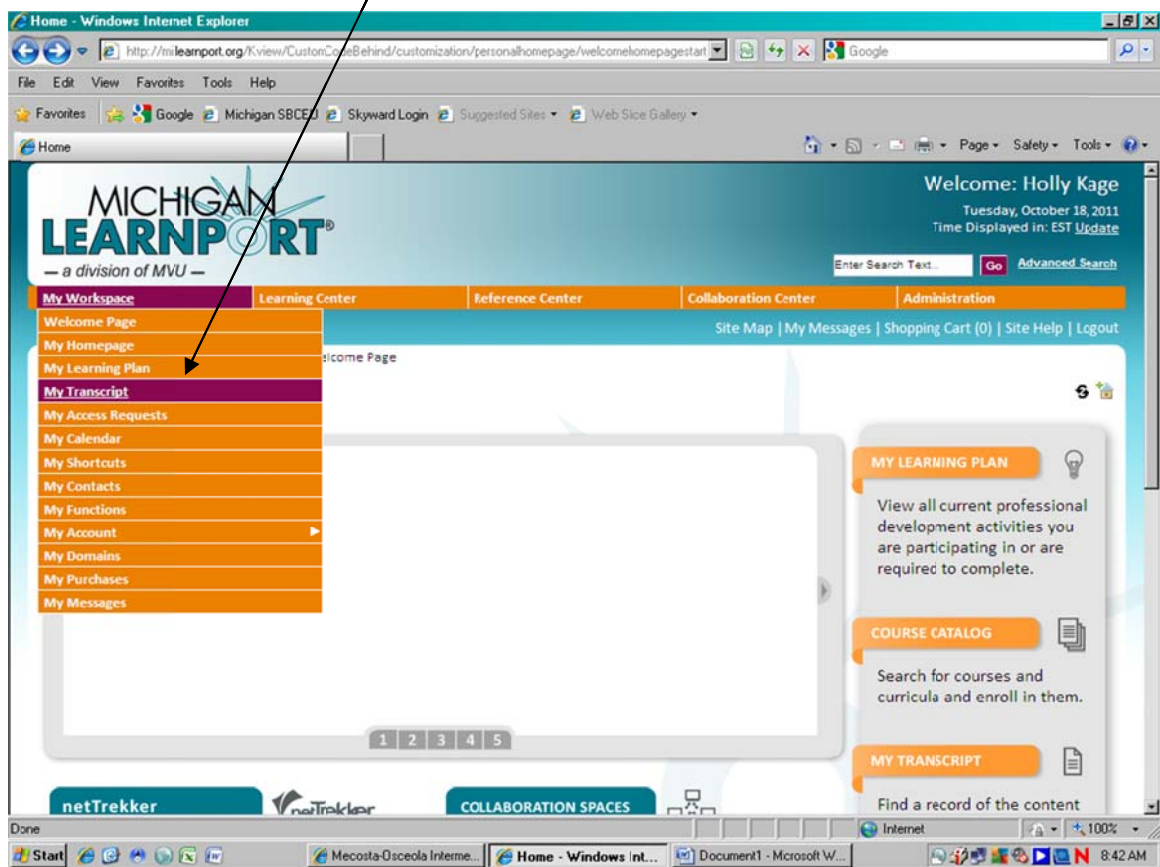 Home - Windows Internet Explorer
http://milearnport.org/Kview/CustomCodeBehind/customization/personalhomepage/welcomehomepagestart
Google
File Edit View Favorites Tools Help
Favorites Google Michigan SBCEU Skyward Login Suggested Sites Web Slice Gallery
Home
Page Safety Tools
MICHIGAN
LEARNPORT®
— a division of MVU —
Welcome: Holly Kage
Tuesday, October 18, 2011
Time Displayed in: EST Update
Enter Search Text... Go Advanced Search
My Workspace Learning Center Reference Center Collaboration Center Administration
Site Map | My Messages | Shopping Cart (0) | Site Help | Logout
Welcome Page
My Homepage
My Learning Plan
My Transcript
My Access Requests
My Calendar
My Shortcuts
My Contacts
My Functions
My Account
My Domains
My Purchases
My Messages
elcome Page
MY LEARNING PLAN
View all current professional
development activities you
are participating in or are
required to complete.
COURSE CATALOG
Search for courses and
curricula and enroll in them.
MY TRANSCRIPT
Find a record of the content
1 2 3 4 5
netTrekker
netTrekker
COLLABORATION SPACES
Done Internet 100%
Start Mecosta-Osceola Interme... Home - Windows Int... Document1 - Microsoft W... 8:42 AM